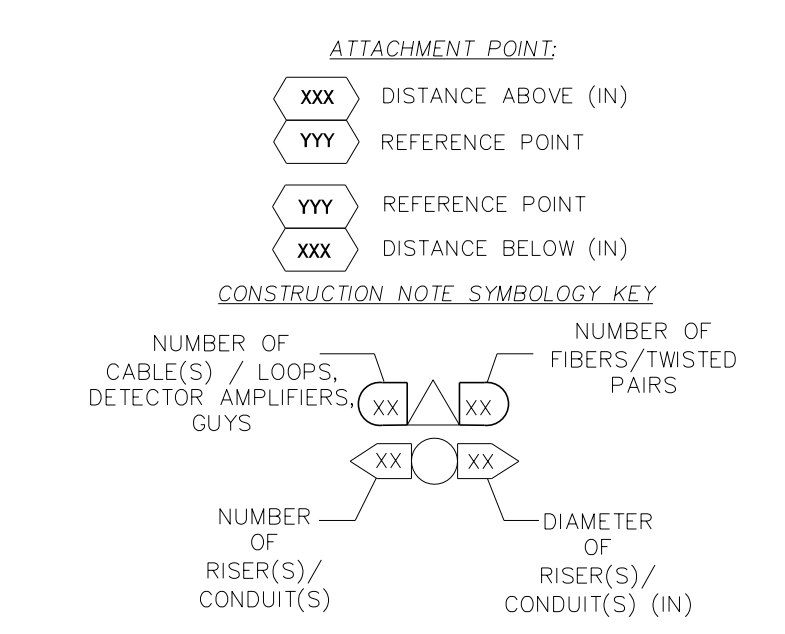 ATTACHMENT POINT:
XXX DISTANCE ABOVE (IN)
YYY REFERENCE POINT
YYY REFERENCE POINT
XXX DISTANCE BELOW (IN)
CONSTRUCTION NOTE SYMBOLOGY KEY
NUMBER OF
CABLE(S) / LOOPS,
DETECTOR AMPLIFIERS,
GUYS
NUMBER OF
FIBERS/TWISTED
PAIRS
XX XX
XX XX
NUMBER
OF
RISER(S)/
CONDUIT(S)
DIAMETER
OF
RISER(S)/
CONDUIT(S) (IN)